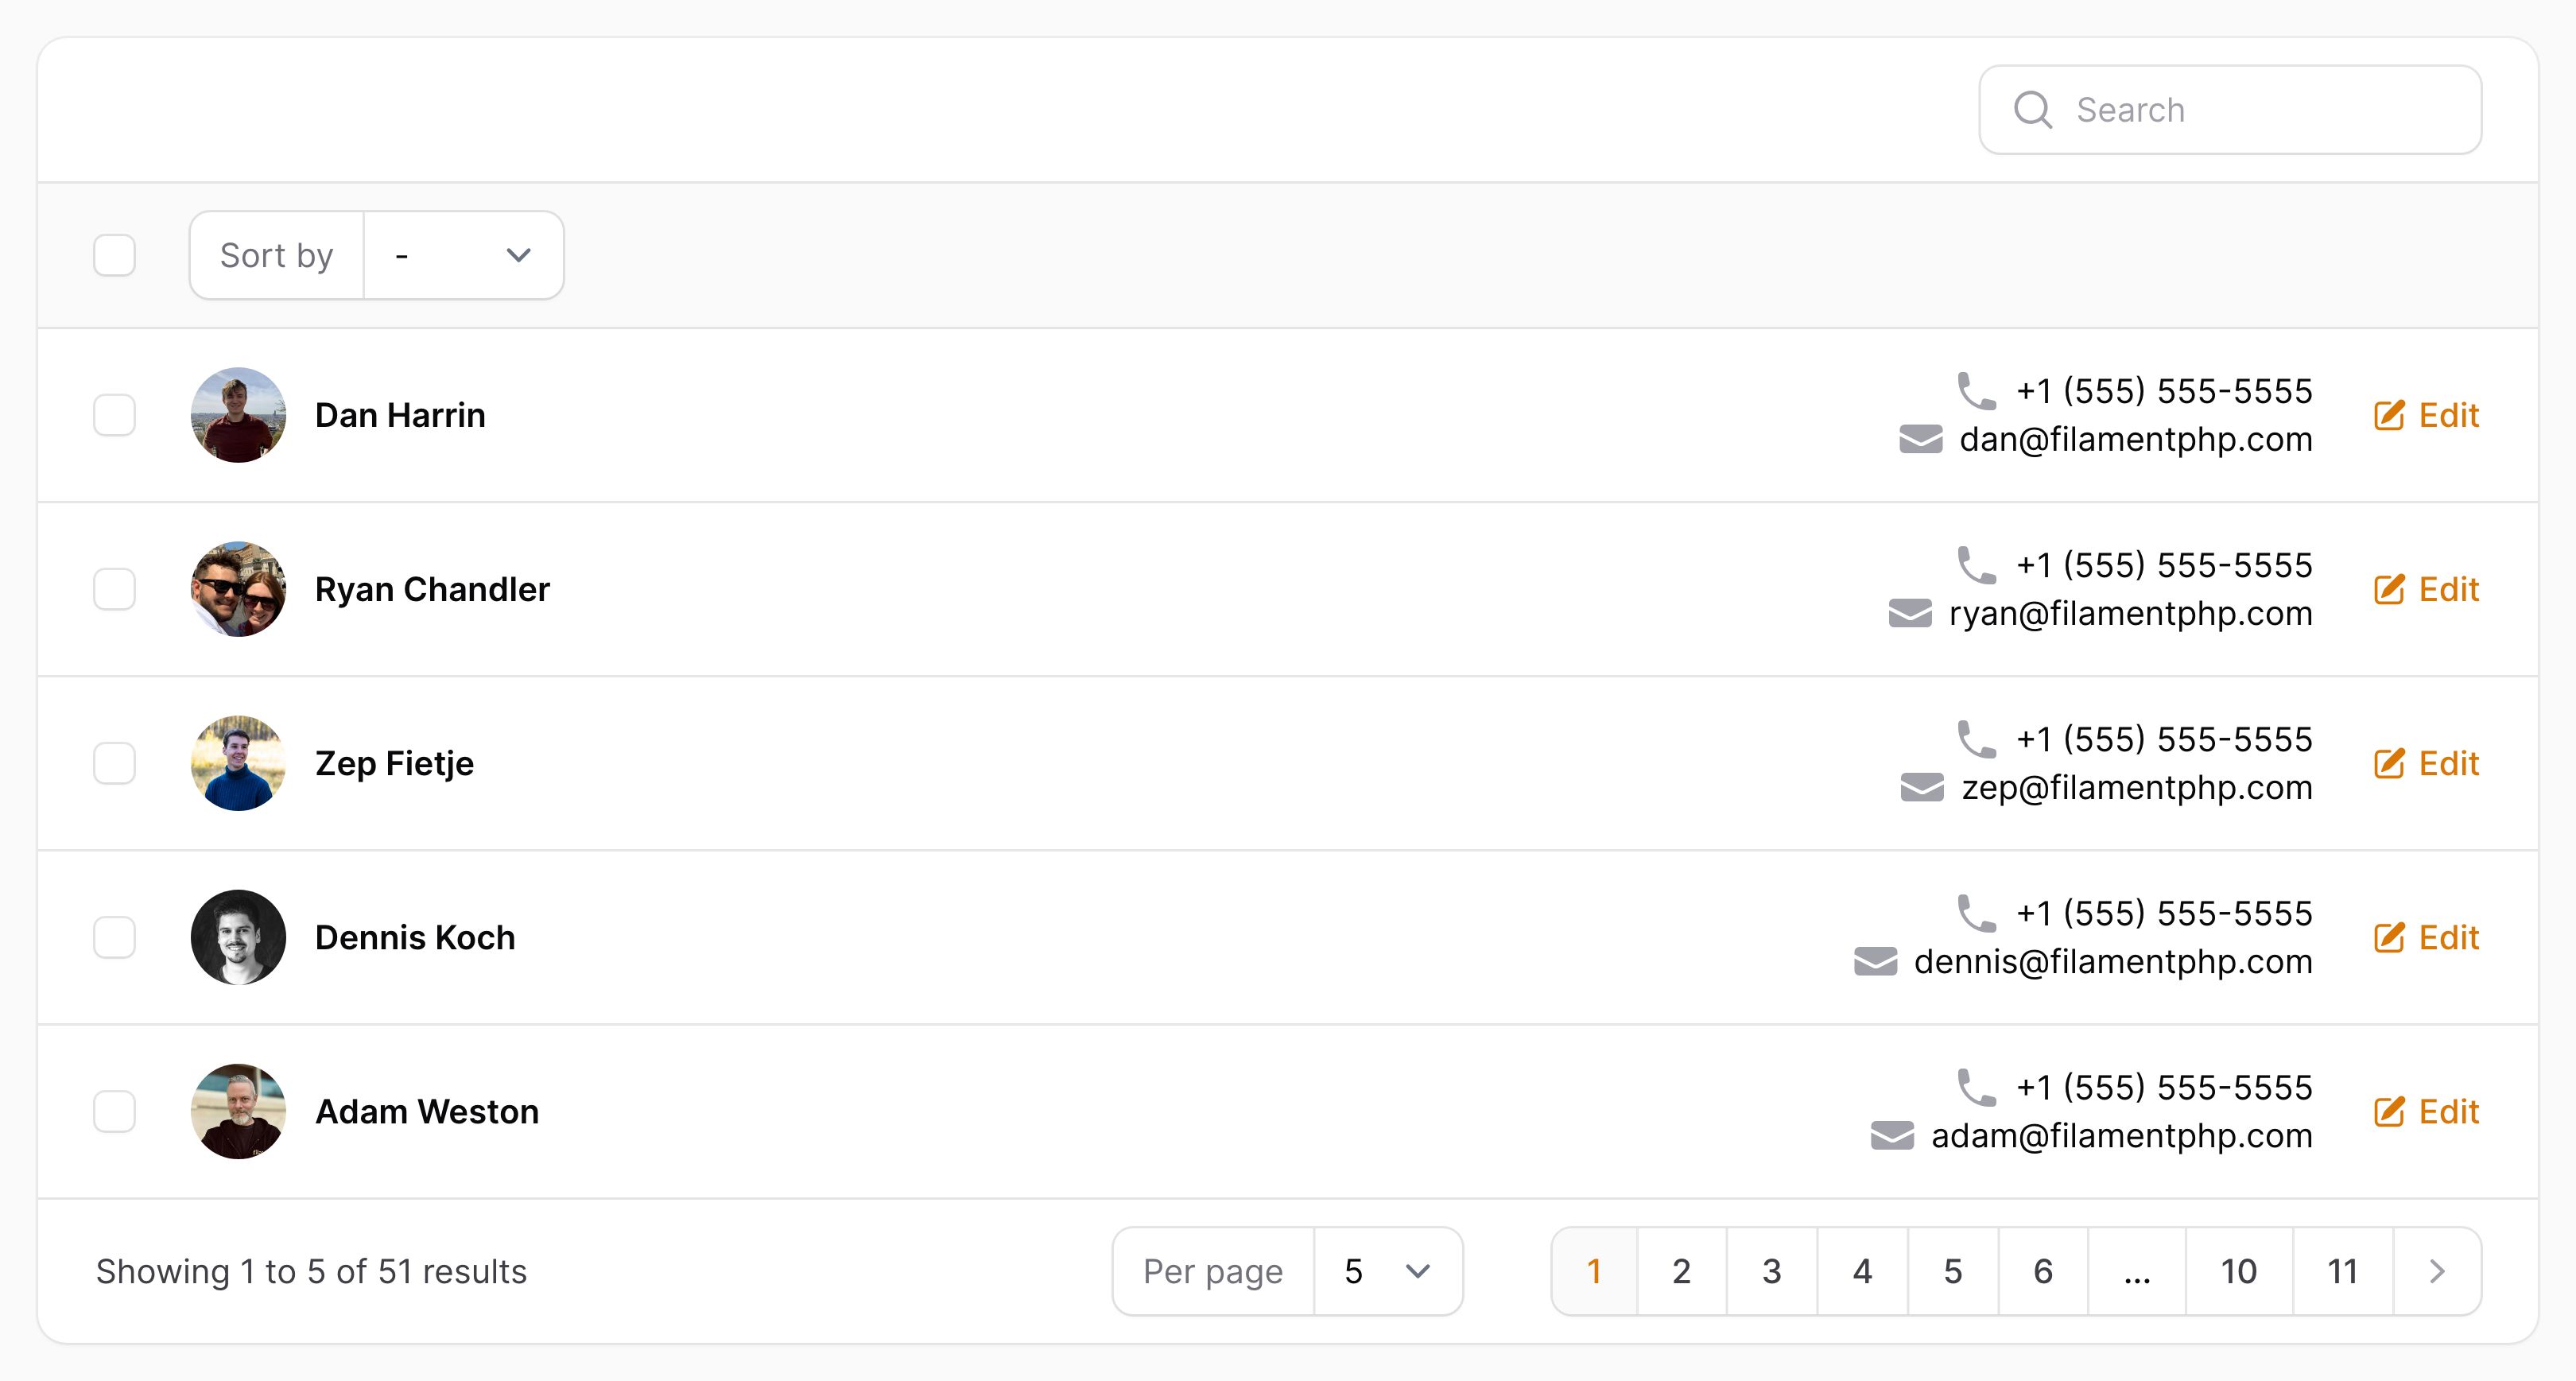 Search
Sort by -
Dan Harrin
+1 (555) 555-5555
dan@filamentphp.com
Edit
Ryan Chandler
+1 (555) 555-5555
ryan@filamentphp.com
Edit
Zep Fietje
+1 (555) 555-5555
zep@filamentphp.com
Edit
Dennis Koch
+1 (555) 555-5555
dennis@filamentphp.com
Edit
Adam Weston
+1 (555) 555-5555
adam@filamentphp.com
Edit
Showing 1 to 5 of 51 results
Per page 5
1 2 3 4 5 6 ... 10 11